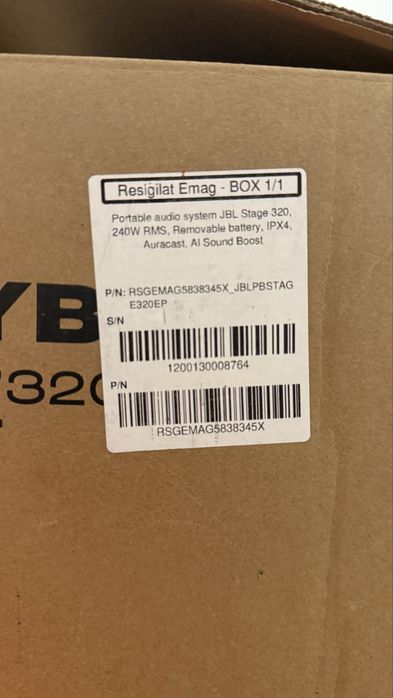 Resigilat Emag - BOX 1/1
Portable audio system JBL Stage 320,
240W RMS, Removable battery, IPX4,
Auracast, AI Sound Boost
P/N: RSGEMAG5838345X_JBLPBSTAG
E320EP
S/N
YB
1200130008764
320
P/N
RSGEMAG5838345X